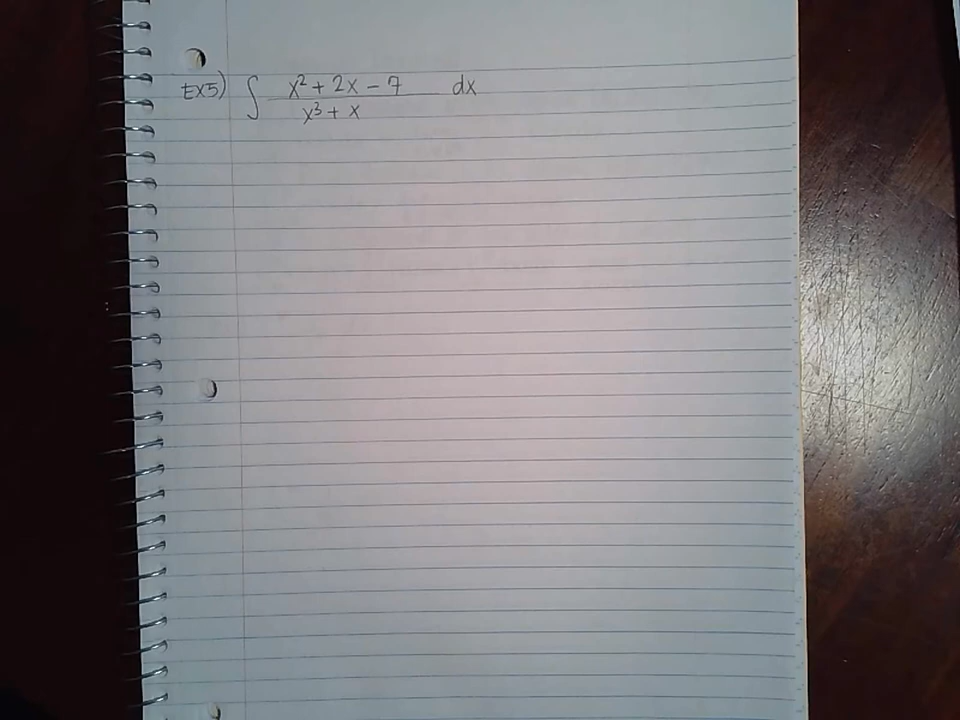 EX5) ∫ x² + 2x - 7 / x³ + x dx